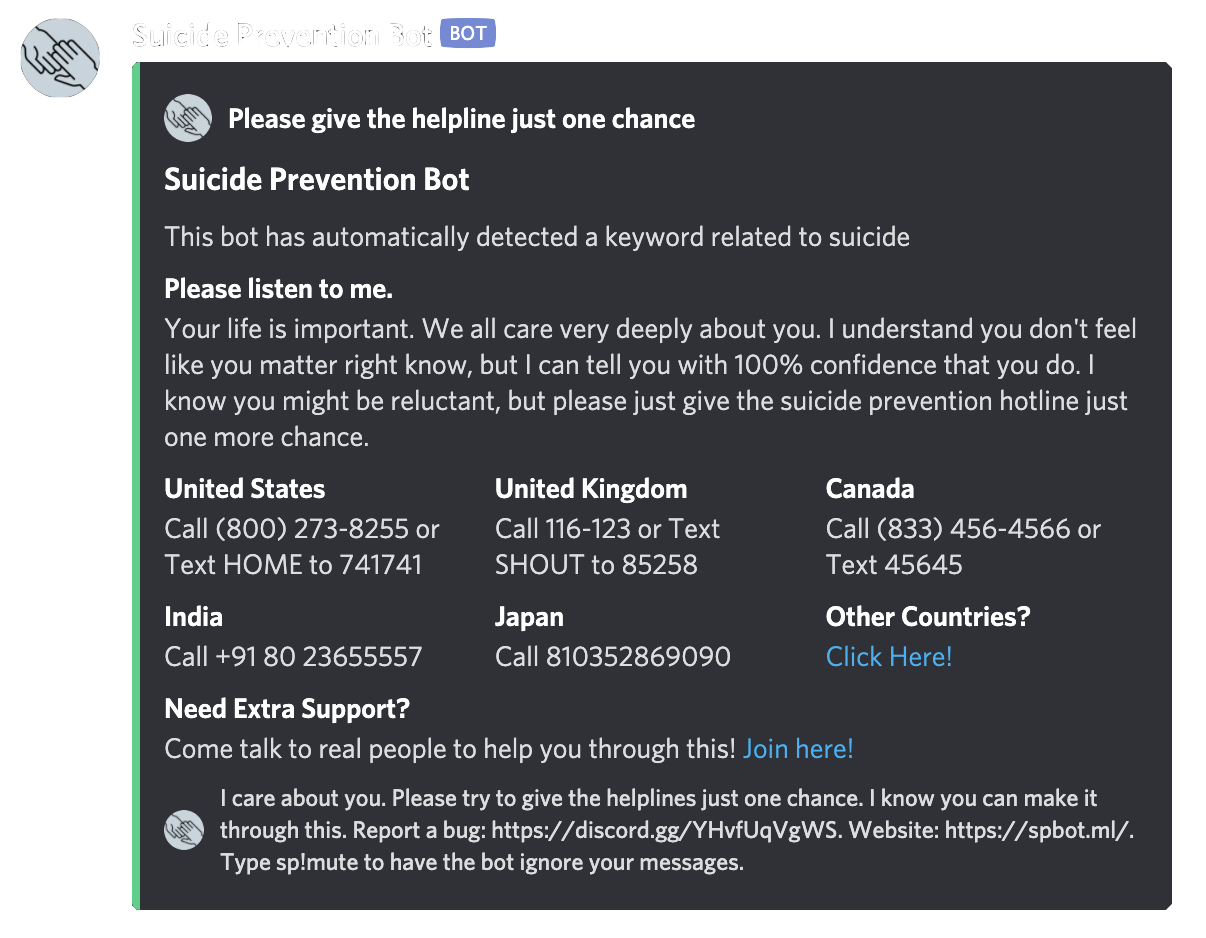 Suicide Prevention Bot BOT
Please give the helpline just one chance
Suicide Prevention Bot
This bot has automatically detected a keyword related to suicide
Please listen to me.
Your life is important. We all care very deeply about you. I understand you don't feel
like you matter right know, but I can tell you with 100% confidence that you do. I
know you might be reluctant, but please just give the suicide prevention hotline just
one more chance.
United States
Call (800) 273-8255 or
Text HOME to 741741
United Kingdom
Call 116-123 or Text
SHOUT to 85258
Canada
Call (833) 456-4566 or
Text 45645
India
Call +91 80 23655557
Japan
Call 810352869090
Other Countries?
Click Here!
Need Extra Support?
Come talk to real people to help you through this! Join here!
I care about you. Please try to give the helplines just one chance. I know you can make it
through this. Report a bug: https://discord.gg/YHvfUqVgWS. Website: https://spbot.ml/.
Type sp!mute to have the bot ignore your messages.